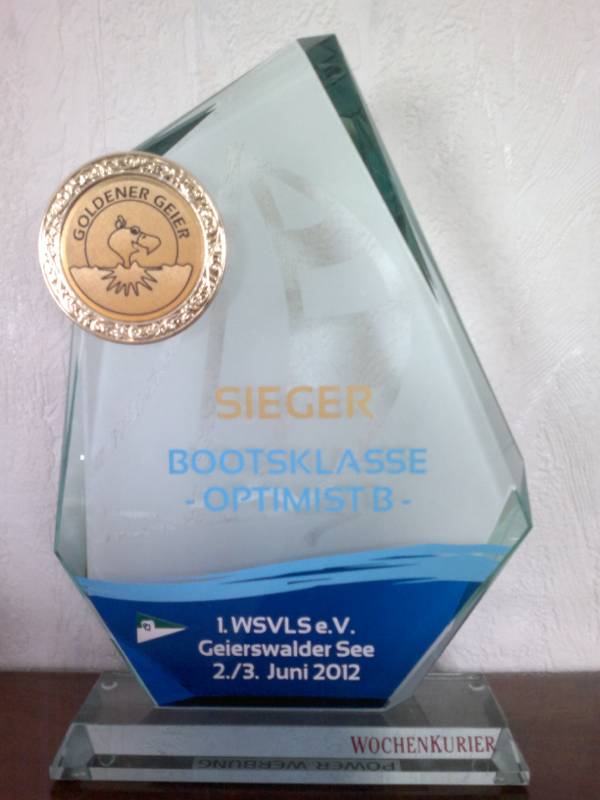 GOLDENER GEIER
SIEGER
BOOTSKLASSE
- OPTIMIST B -
1. WSVLS e.V.
Geierswalder See
2./3. Juni 2012
WOCHENKURIER
POWER WERBUNG